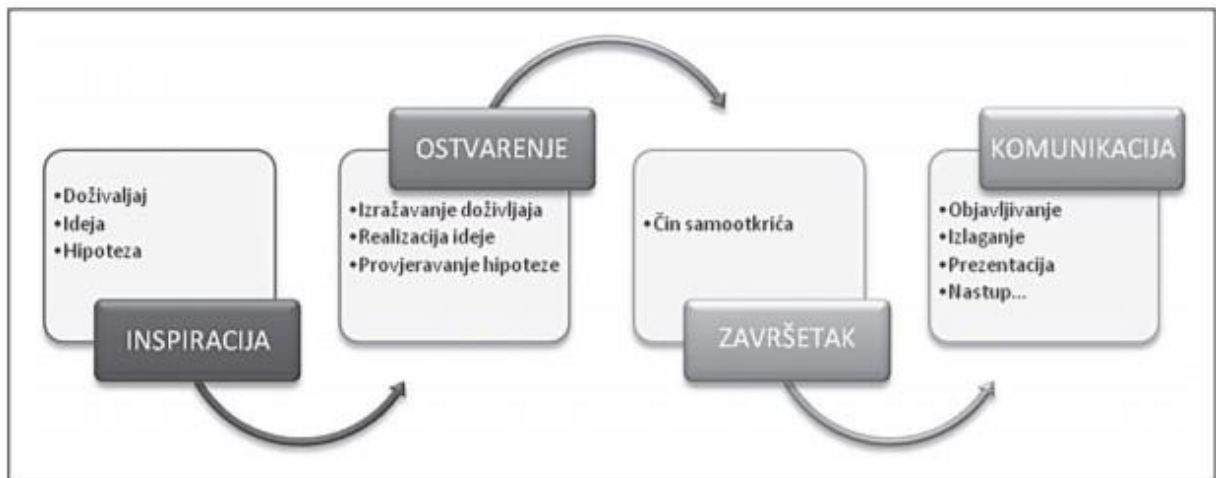 •Doživaljaj
•Ideja
•Hipoteza
INSPIRACIJA
OSTVARENJE
•Izražavanje doživljaja
•Realizacija ideje
•Provjeravanje hipoteze
•Čin samootkrića
ZAVRŠETAK
KOMUNIKACIJA
•Objavljivanje
•Izlaganje
•Prezentacija
•Nastup...